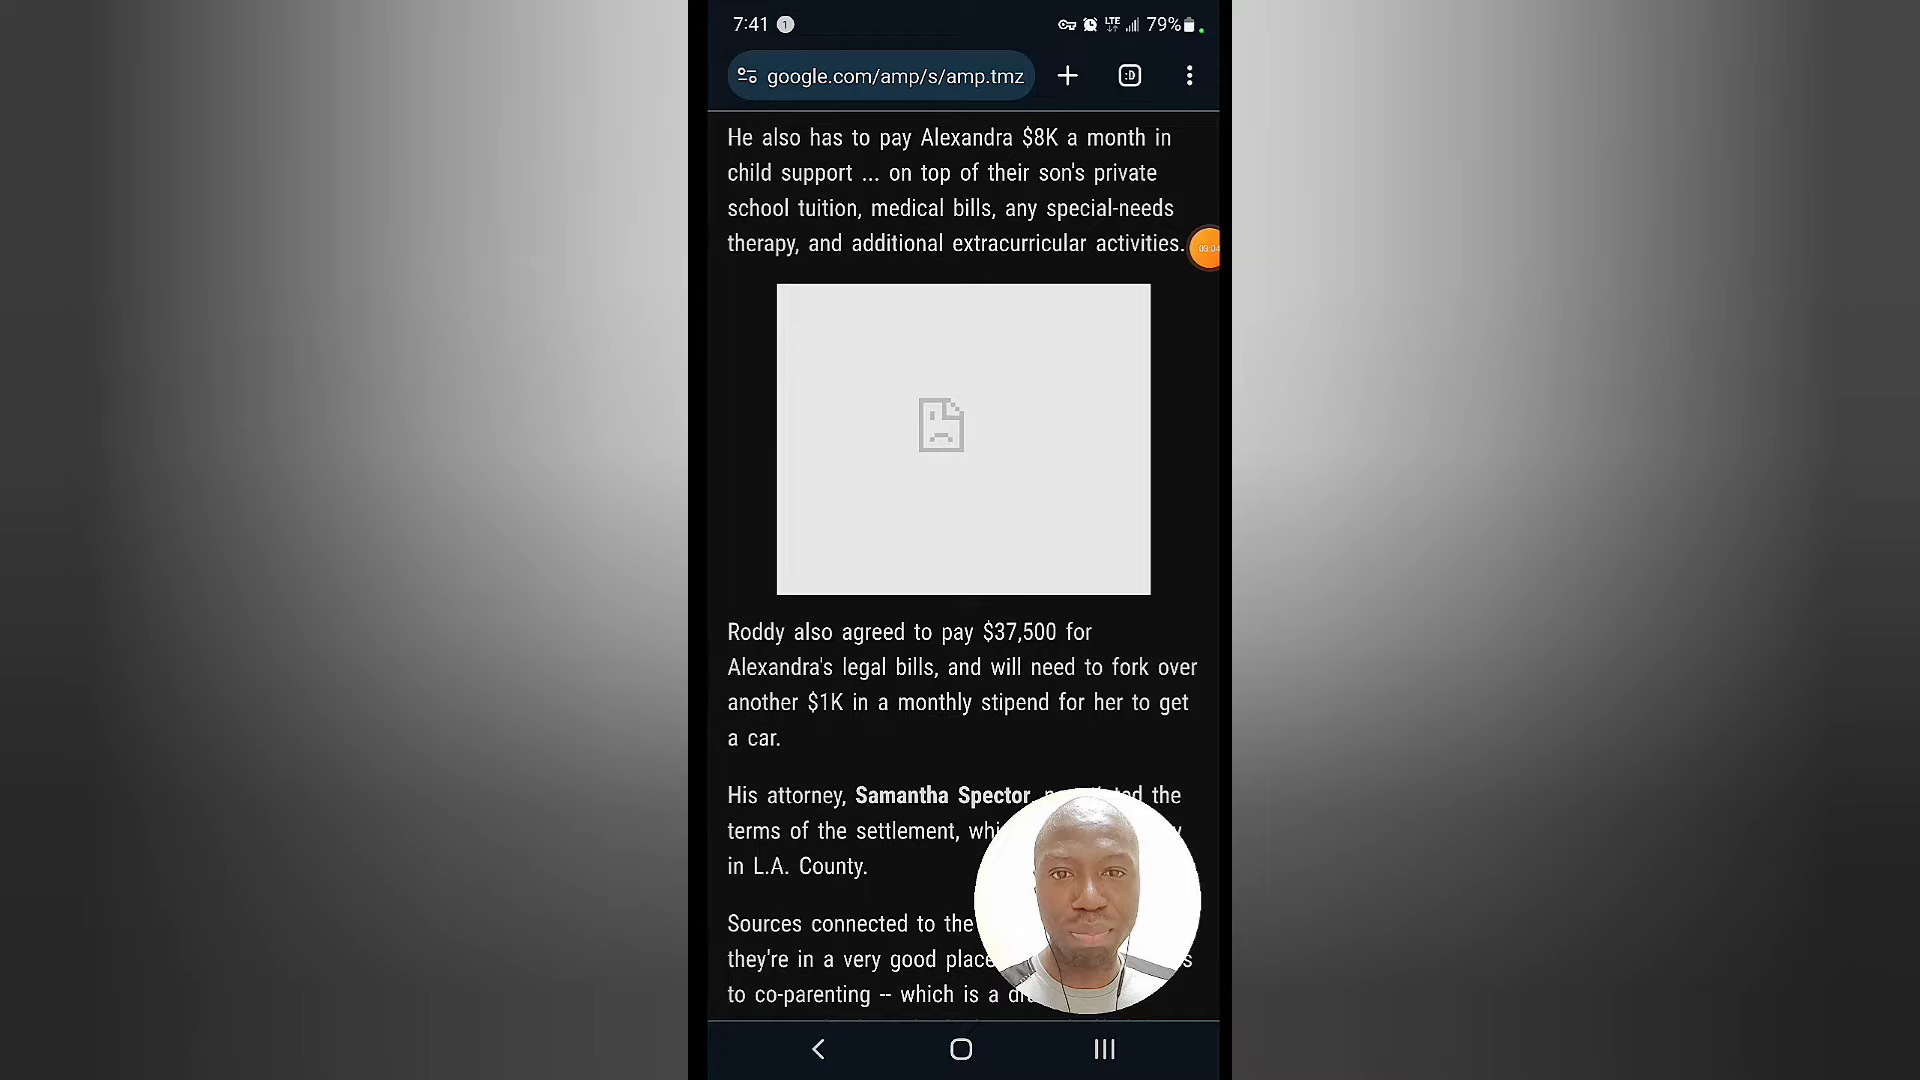 7:41 1 LTE 79%
google.com/amp/s/amp.tmz :D
He also has to pay Alexandra $8K a month in
child support ... on top of their son's private
school tuition, medical bills, any special-needs
therapy, and additional extracurricular activities.
Roddy also agreed to pay $37,500 for
Alexandra's legal bills, and will need to fork over
another $1K in a monthly stipend for her to get
a car.
His attorney, Samantha Spector, the
terms of the settlement,
in L.A. County.
Sources connected to the
they're in a very good place
to co-parenting -- which is a